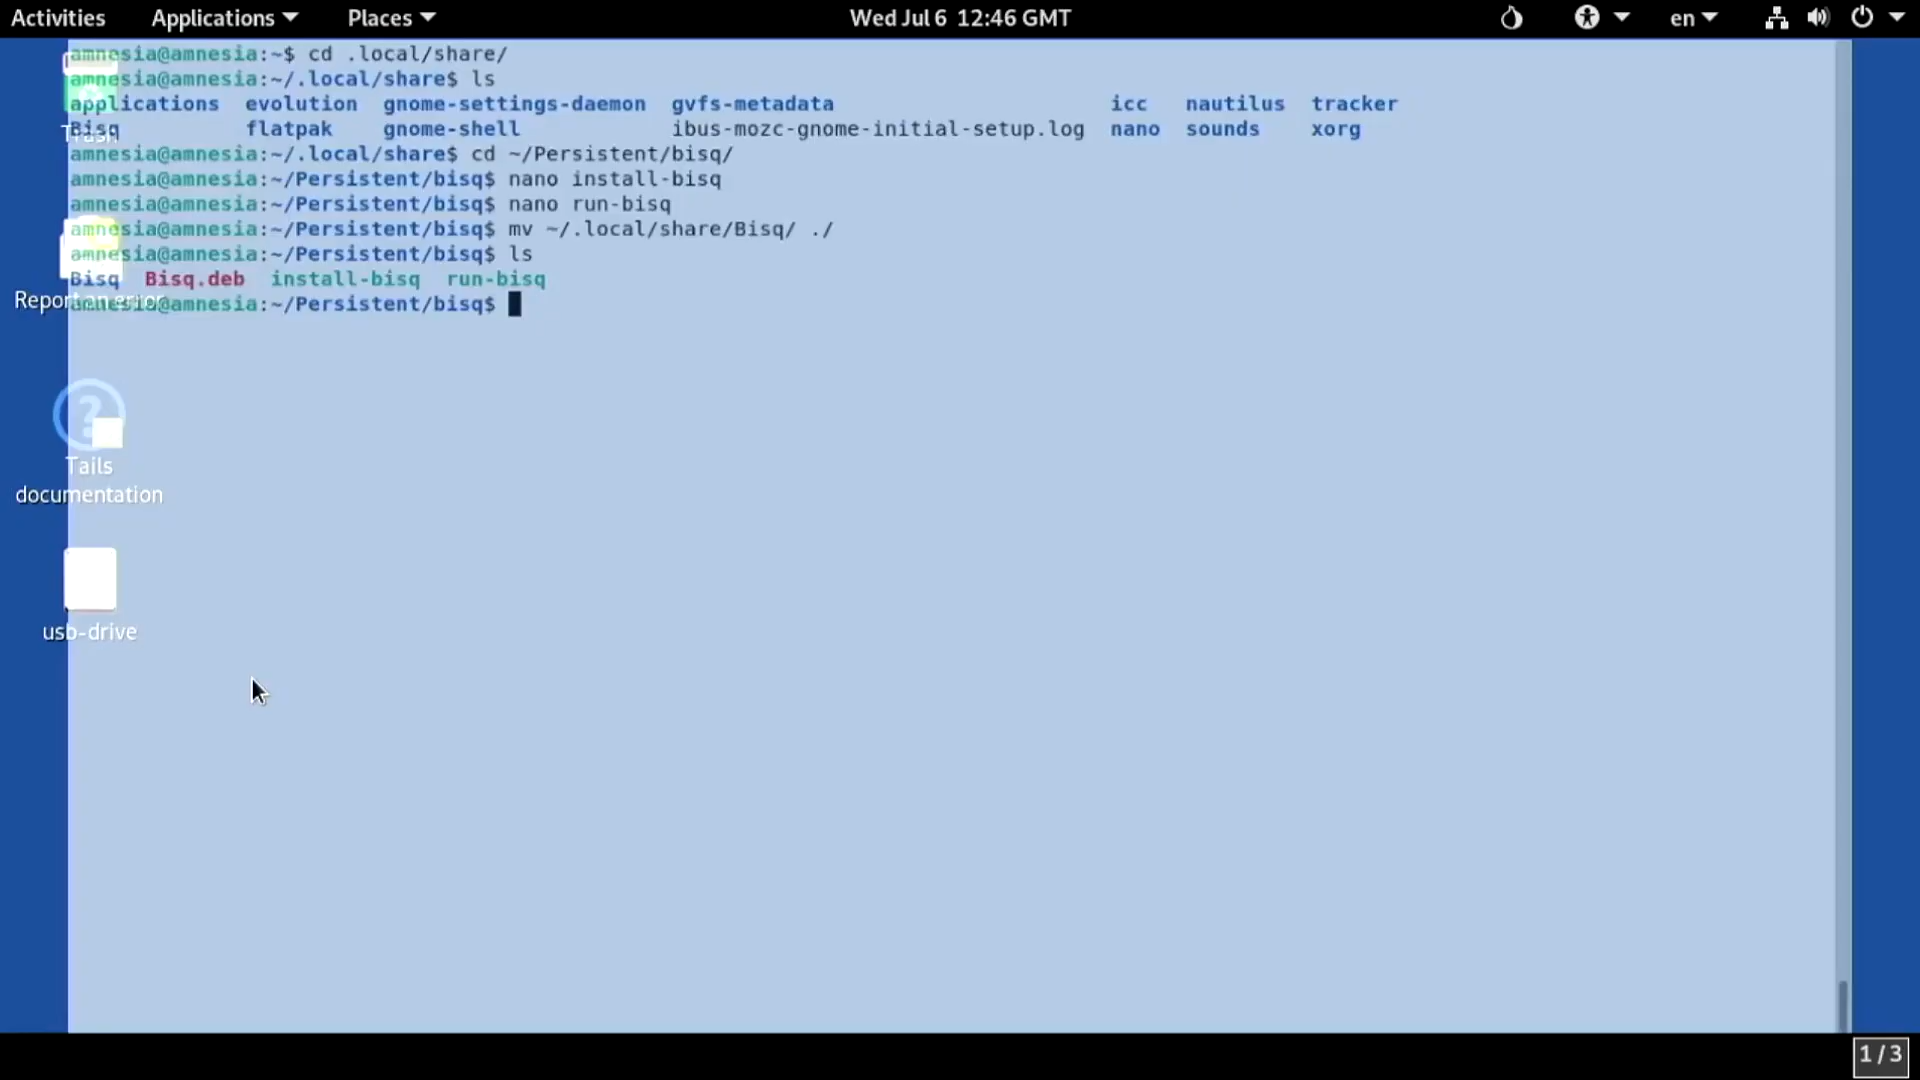 Activities Applications Places Wed Jul 6 12:46 GMT en
amnesia@amnesia:~$ cd .local/share/
amnesia@amnesia:~/.local/share$ ls
applications evolution gnome-settings-daemon gvfs-metadata icc nautilus tracker
Bisq flatpak gnome-shell ibus-mozc-gnome-initial-setup.log nano sounds xorg
amnesia@amnesia:~/.local/share$ cd ~/Persistent/bisq/
amnesia@amnesia:~/Persistent/bisq$ nano install-bisq
amnesia@amnesia:~/Persistent/bisq$ nano run-bisq
amnesia@amnesia:~/Persistent/bisq$ mv ~/.local/share/Bisq/ ./
amnesia@amnesia:~/Persistent/bisq$ ls
Bisq Bisq.deb install-bisq run-bisq
amnesia@amnesia:~/Persistent/bisq$
Trash
Report an error
Tails
documentation
usb-drive
1 / 3